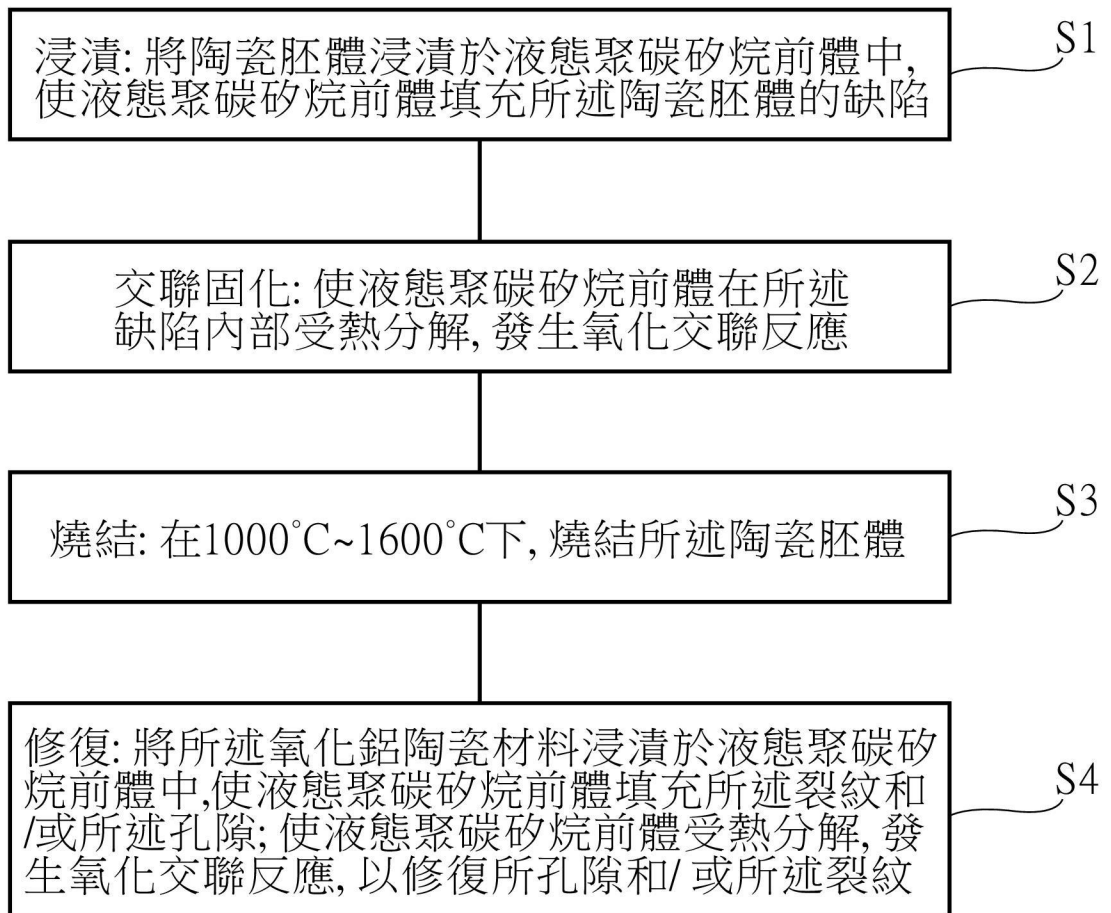 浸漬: 將陶瓷胚體浸漬於液態聚碳矽烷前體中,
使液態聚碳矽烷前體填充所述陶瓷胚體的缺陷
S1
交聯固化: 使液態聚碳矽烷前體在所述
缺陷內部受熱分解, 發生氧化交聯反應
S2
燒結: 在1000°C~1600°C下, 燒結所述陶瓷胚體
S3
修復: 將所述氧化鋁陶瓷材料浸漬於液態聚碳矽
烷前體中,使液態聚碳矽烷前體填充所述裂紋和
/或所述孔隙; 使液態聚碳矽烷前體受熱分解, 發
生氧化交聯反應, 以修復所孔隙和/ 或所述裂紋
S4